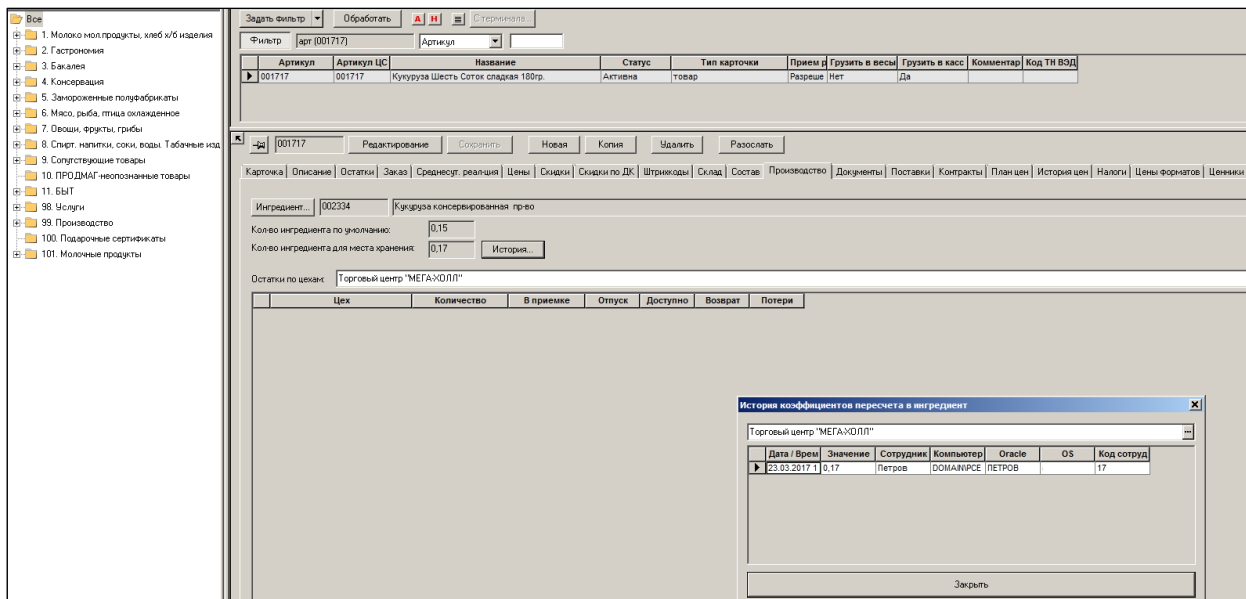 Все
1. Молоко мол.продукты, хлеб х/б изделия
2. Гастрономия
3. Бакалея
4. Консервация
5. Замороженные полуфабрикаты
6. Мясо, рыба, птица охлажденное
7. Овощи, фрукты, грибы
8. Спирт. напитки, соки, воды. Табачные изд
9. Сопутствующие товары
10. ПРОДМАГ-неопознанные товары
11. БЫТ
98. Услуги
99. Производство
100. Подарочные сертификаты
101. Молочные продукты
Задать фильтр Обработать А Н С терминала...
Фильтр арт (001717) Артикул
Артикул Артикул ЦС Название Статус Тип карточки Прием р Грузить в весы Грузить в касс Комментар Код ТН ВЭД
001717 001717 Кукуруза Шесть Соток сладкая 180гр. Активна товар Разреше Нет Да
001717 Редактирование Сохранить Новая Копия Удалить Разослать
Карточка Описание Остатки Заказ Среднесут. реал-ция Цены Скидки Скидки по ДК Штрихкоды Склад Состав Производство Документы Поставки Контракты План цен История цен Налоги Цены форматов Ценники
Ингредиент... 002334 Кукуруза консервированная пр-во
Кол-во ингредиента по умолчанию: 0,15
Кол-во ингредиента для места хранения: 0,17 История...
Остатки по цехам: Торговый центр "МЕГА-ХОЛЛ"
Цех Количество В приемке Отпуск Доступно Возврат Потери
История коэффициентов пересчета в ингредиент
Торговый центр "МЕГА-ХОЛЛ" ...
Дата / Врем Значение Сотрудник Компьютер Oracle OS Код сотруд
23.03.2017 1 0,17 Петров DOMAIN\PCE ПЕТРОВ 17
Закрыть